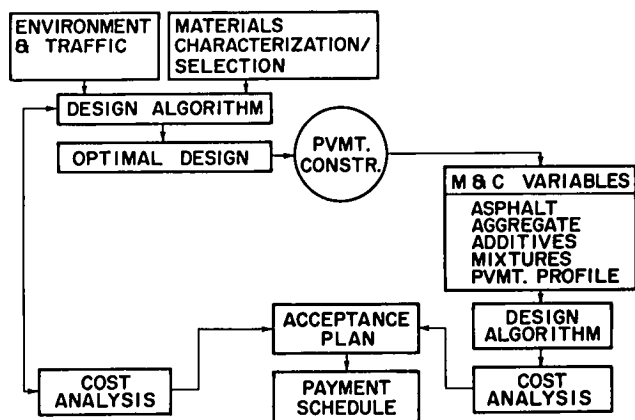 ENVIRONMENT
& TRAFFIC
MATERIALS
CHARACTERIZATION/
SELECTION
DESIGN ALGORITHM
OPTIMAL DESIGN
PVMT.
CONSTR.
M & C VARIABLES
ASPHALT
AGGREGATE
ADDITIVES
MIXTURES
PVMT. PROFILE
DESIGN
ALGORITHM
ACCEPTANCE
PLAN
COST
ANALYSIS
PAYMENT
SCHEDULE
COST
ANALYSIS